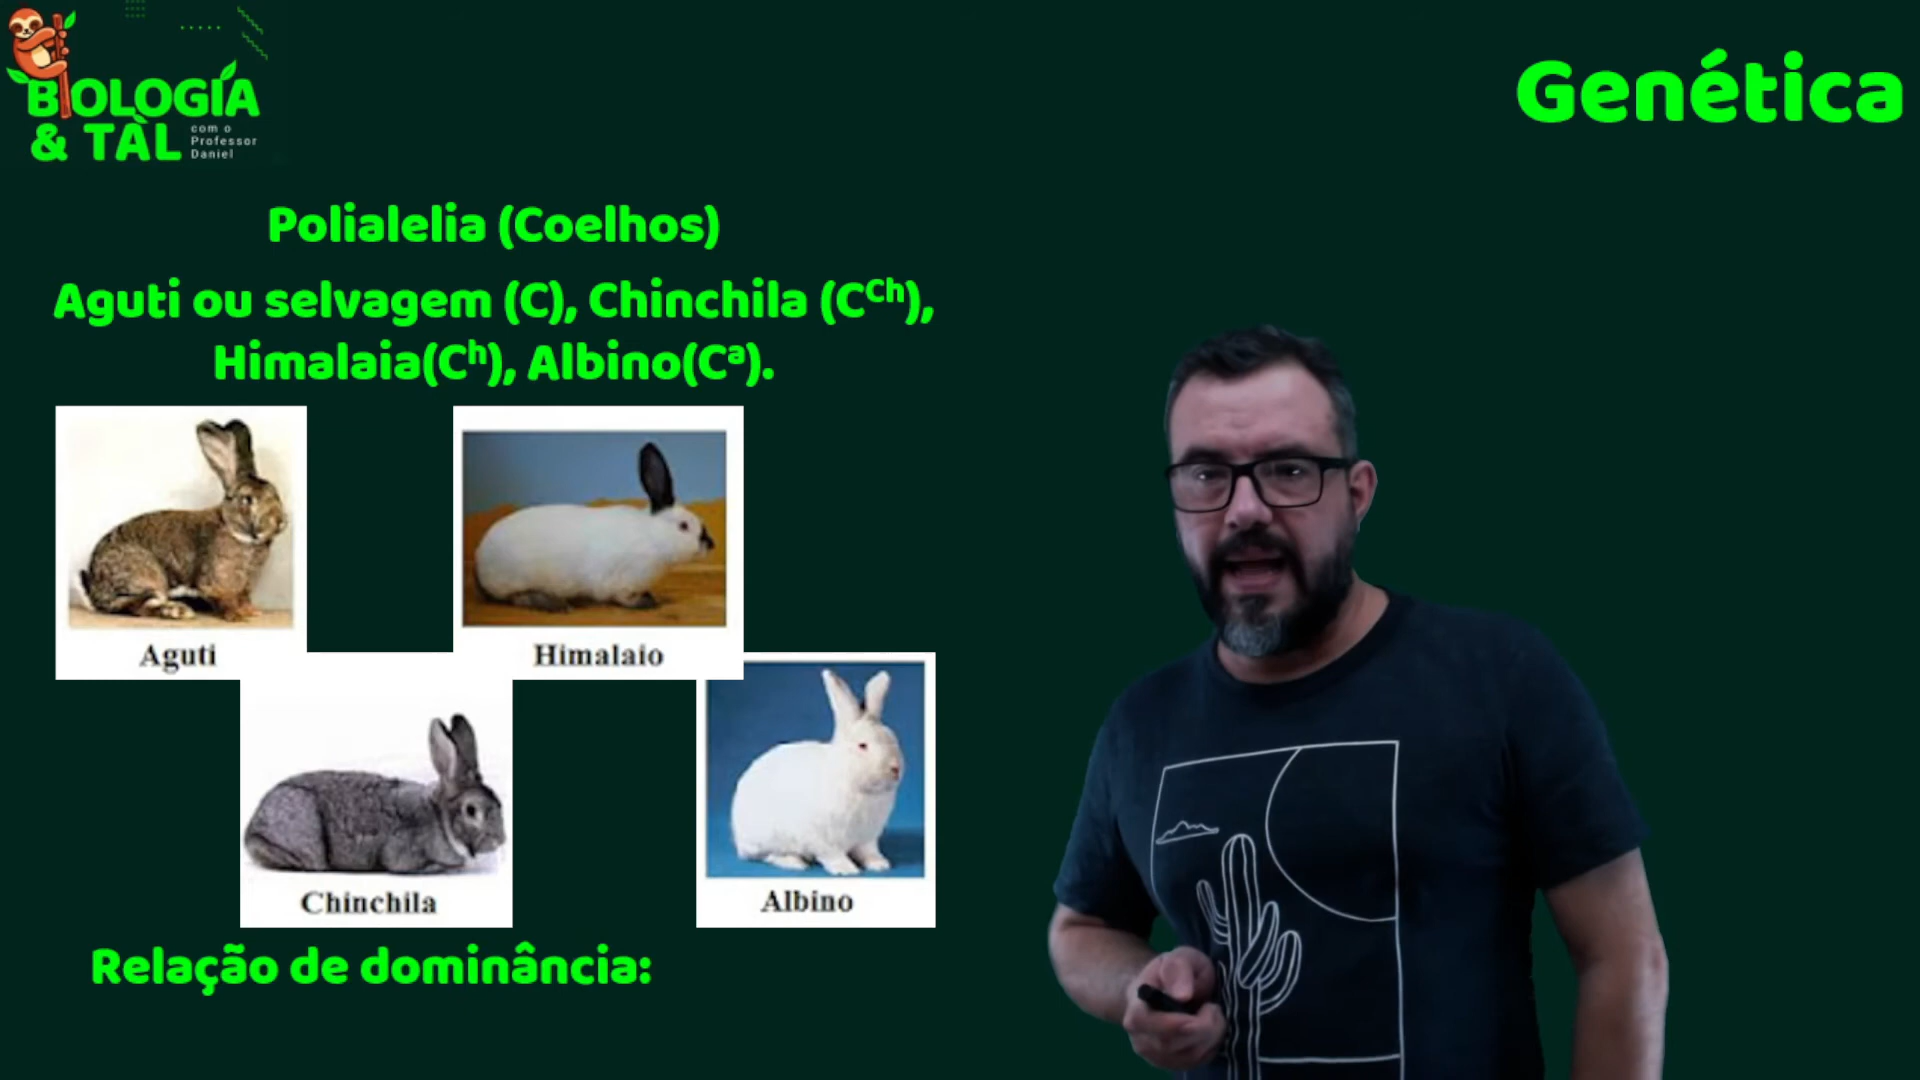 BIOLOGIA
& TAL
com o
Professor
Daniel
Genética
Polialelia (Coelhos)
Aguti ou selvagem (C), Chinchila (Cᶜʰ),
Himalaia(Cʰ), Albino(Cª).
Aguti
Himalaio
Chinchila
Albino
Relação de dominância: